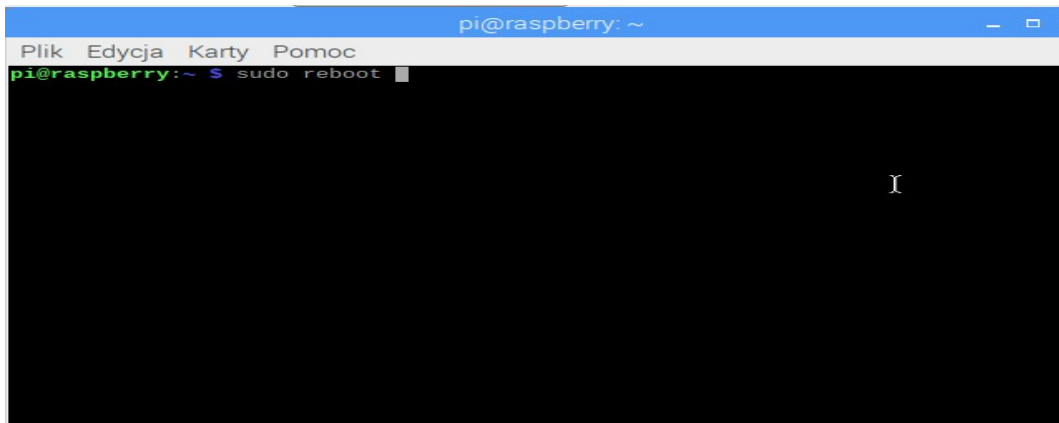 pi@raspberry: ~
Plik Edycja Karty Pomoc
pi@raspberry:~ $ sudo reboot